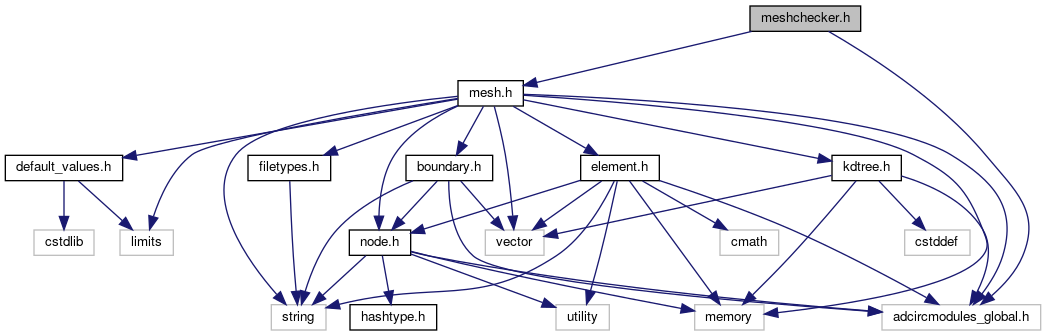 meshchecker.h
mesh.h
default_values.h
filetypes.h
boundary.h
element.h
kdtree.h
cstdlib
limits
node.h
vector
cmath
cstddef
string
hashtype.h
utility
memory
adcircmodules_global.h